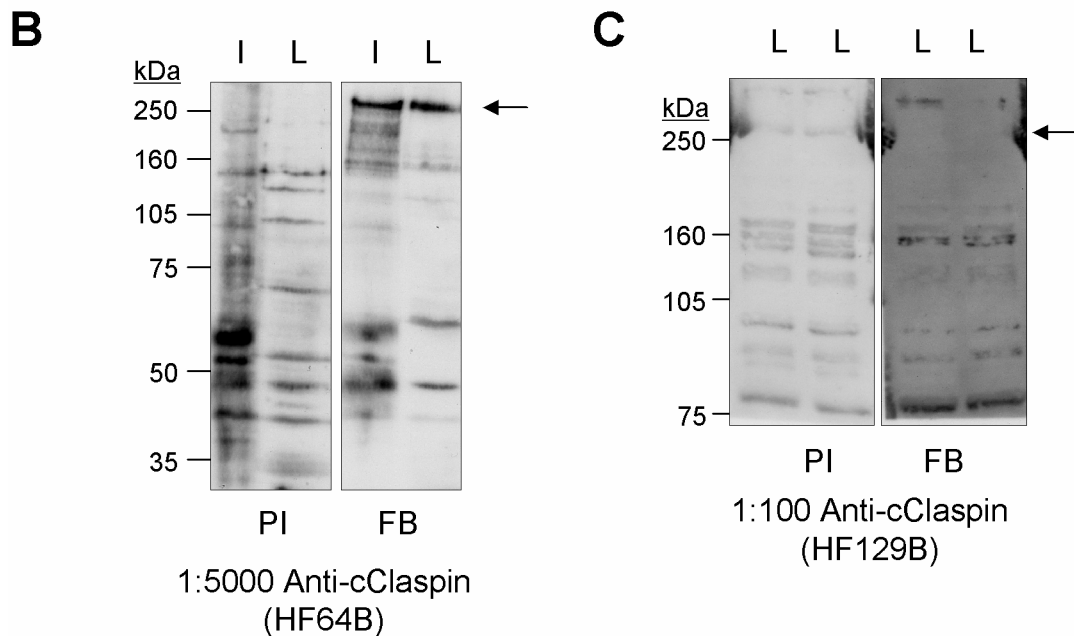 B
I L I L
kDa
250
160
105
75
50
35
PI FB
1:5000 Anti-cClaspin
(HF64B)
C
L L L L
kDa
250
160
105
75
PI FB
1:100 Anti-cClaspin
(HF129B)